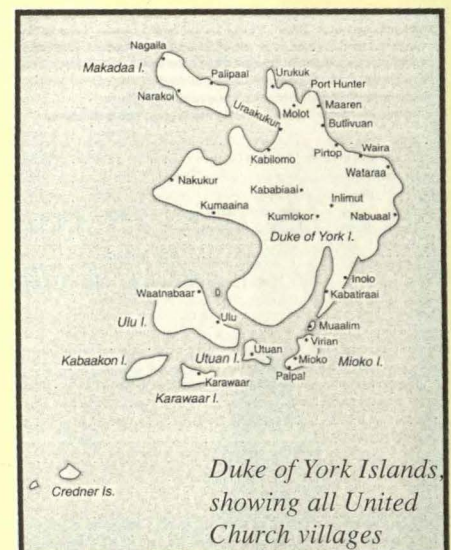 Nagaila
Makadaa I.
Palipaal
Narakoi
Urukuk
Port Hunter
Molot
Maaren
Uraakukur
Butlivuan
Kabilomo
Pirtop
Waira
Wataraa
Nakukur
Kababiaai
Inlimut
Kumaaina
Kumlokor
Nabuaal
Duke of York I.
Inolo
Waatnabaar
Kabatiraai
Ulu I.
Ulu
Muaalim
Virian
Utuan I.
Utuan
Mioko
Mioko I.
Kabaakon I.
Palpal
Karawaar
Karawaar I.
Credner Is.
Duke of York Islands,
showing all United
Church villages